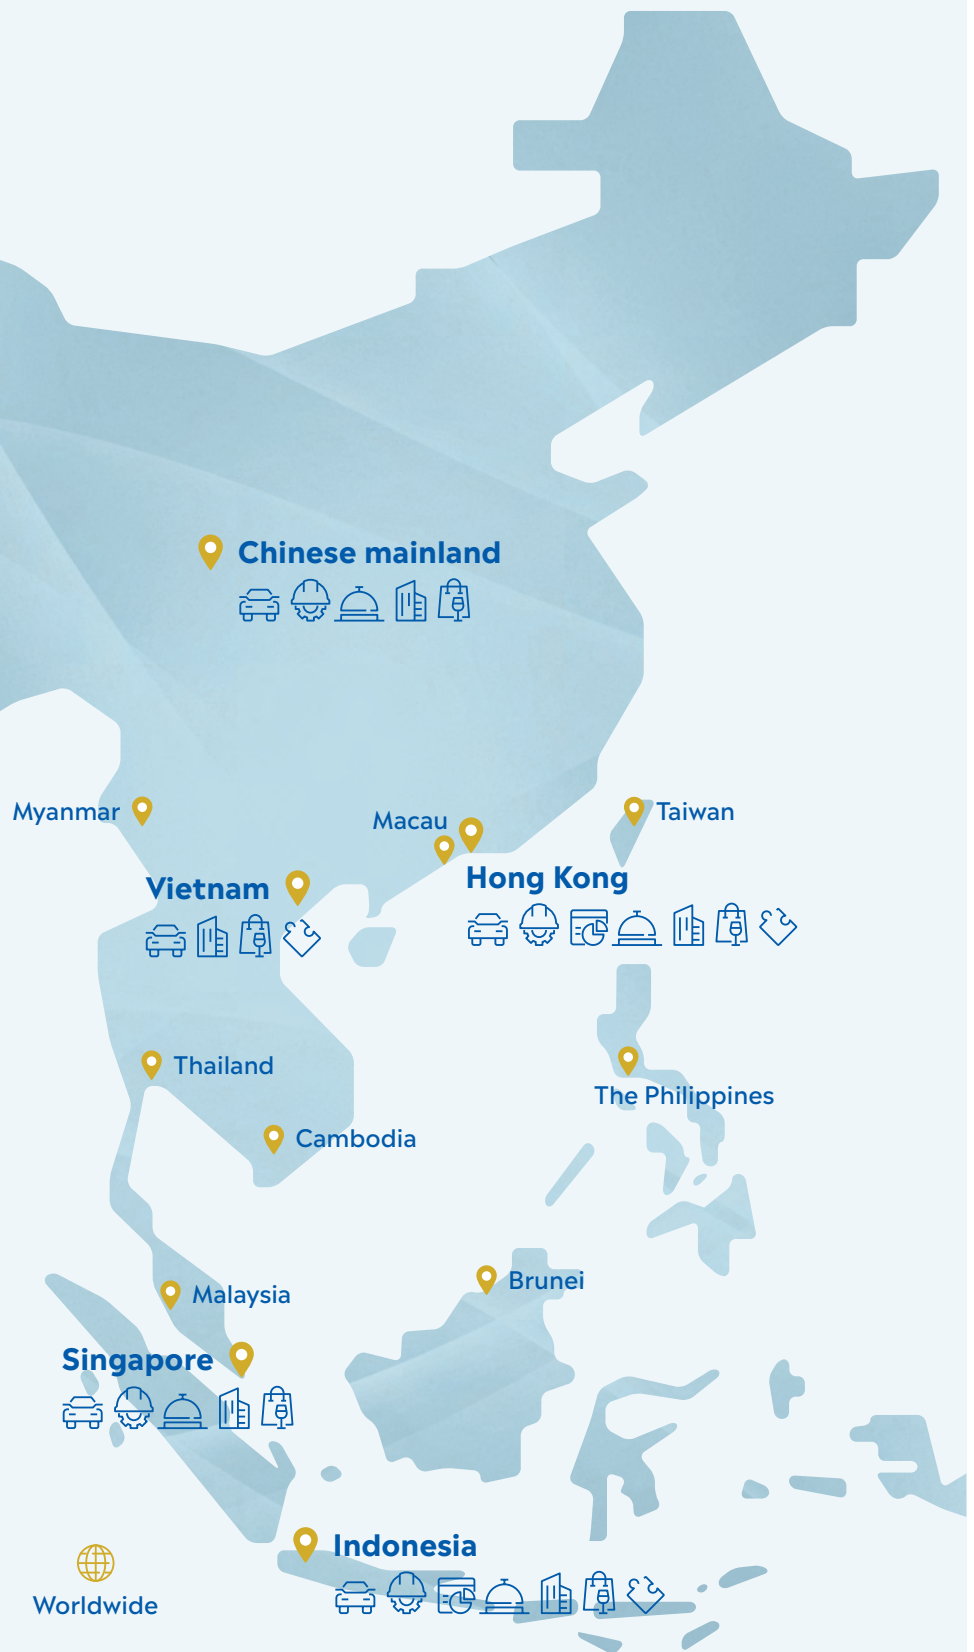 Chinese mainland
Myanmar
Macau
Taiwan
Hong Kong
Vietnam
Thailand
The Philippines
Cambodia
Brunei
Malaysia
Singapore
Indonesia
Worldwide